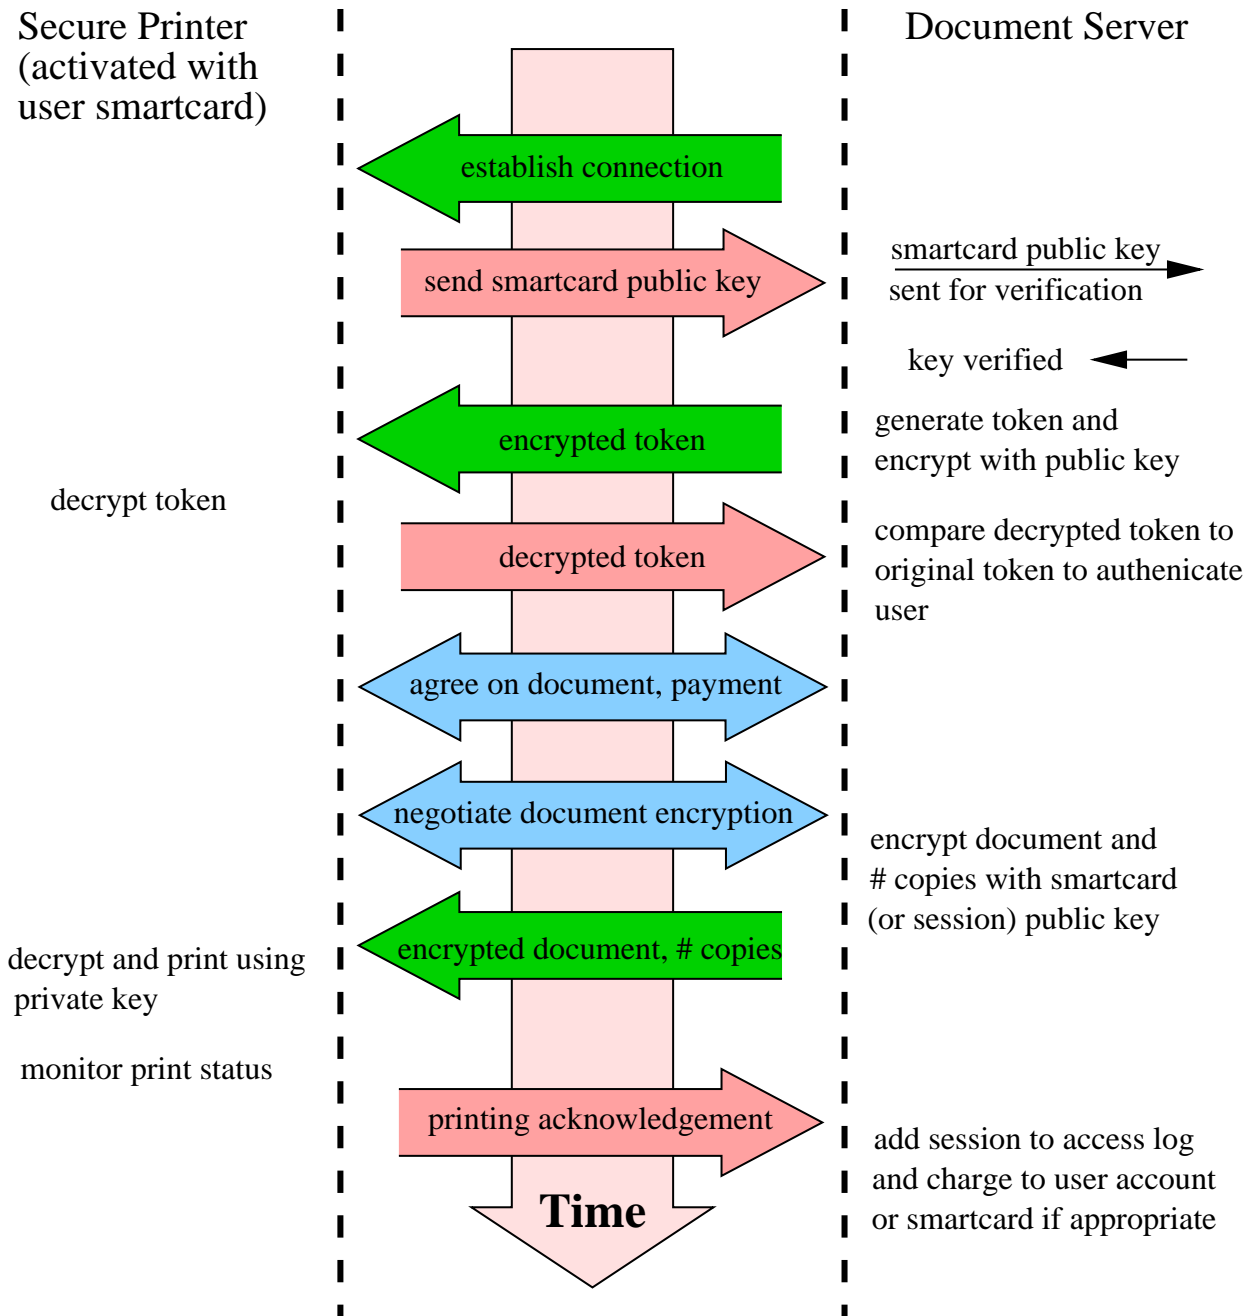 Secure Printer
(activated with
user smartcard)
Document Server
establish connection
send smartcard public key
smartcard public key
sent for verification
key verified
encrypted token
generate token and
encrypt with public key
decrypt token
decrypted token
compare decrypted token to
original token to authenicate
user
agree on document, payment
negotiate document encryption
encrypt document and
# copies with smartcard
(or session) public key
encrypted document, # copies
decrypt and print using
private key
monitor print status
printing acknowledgement
add session to access log
and charge to user account
or smartcard if appropriate
Time